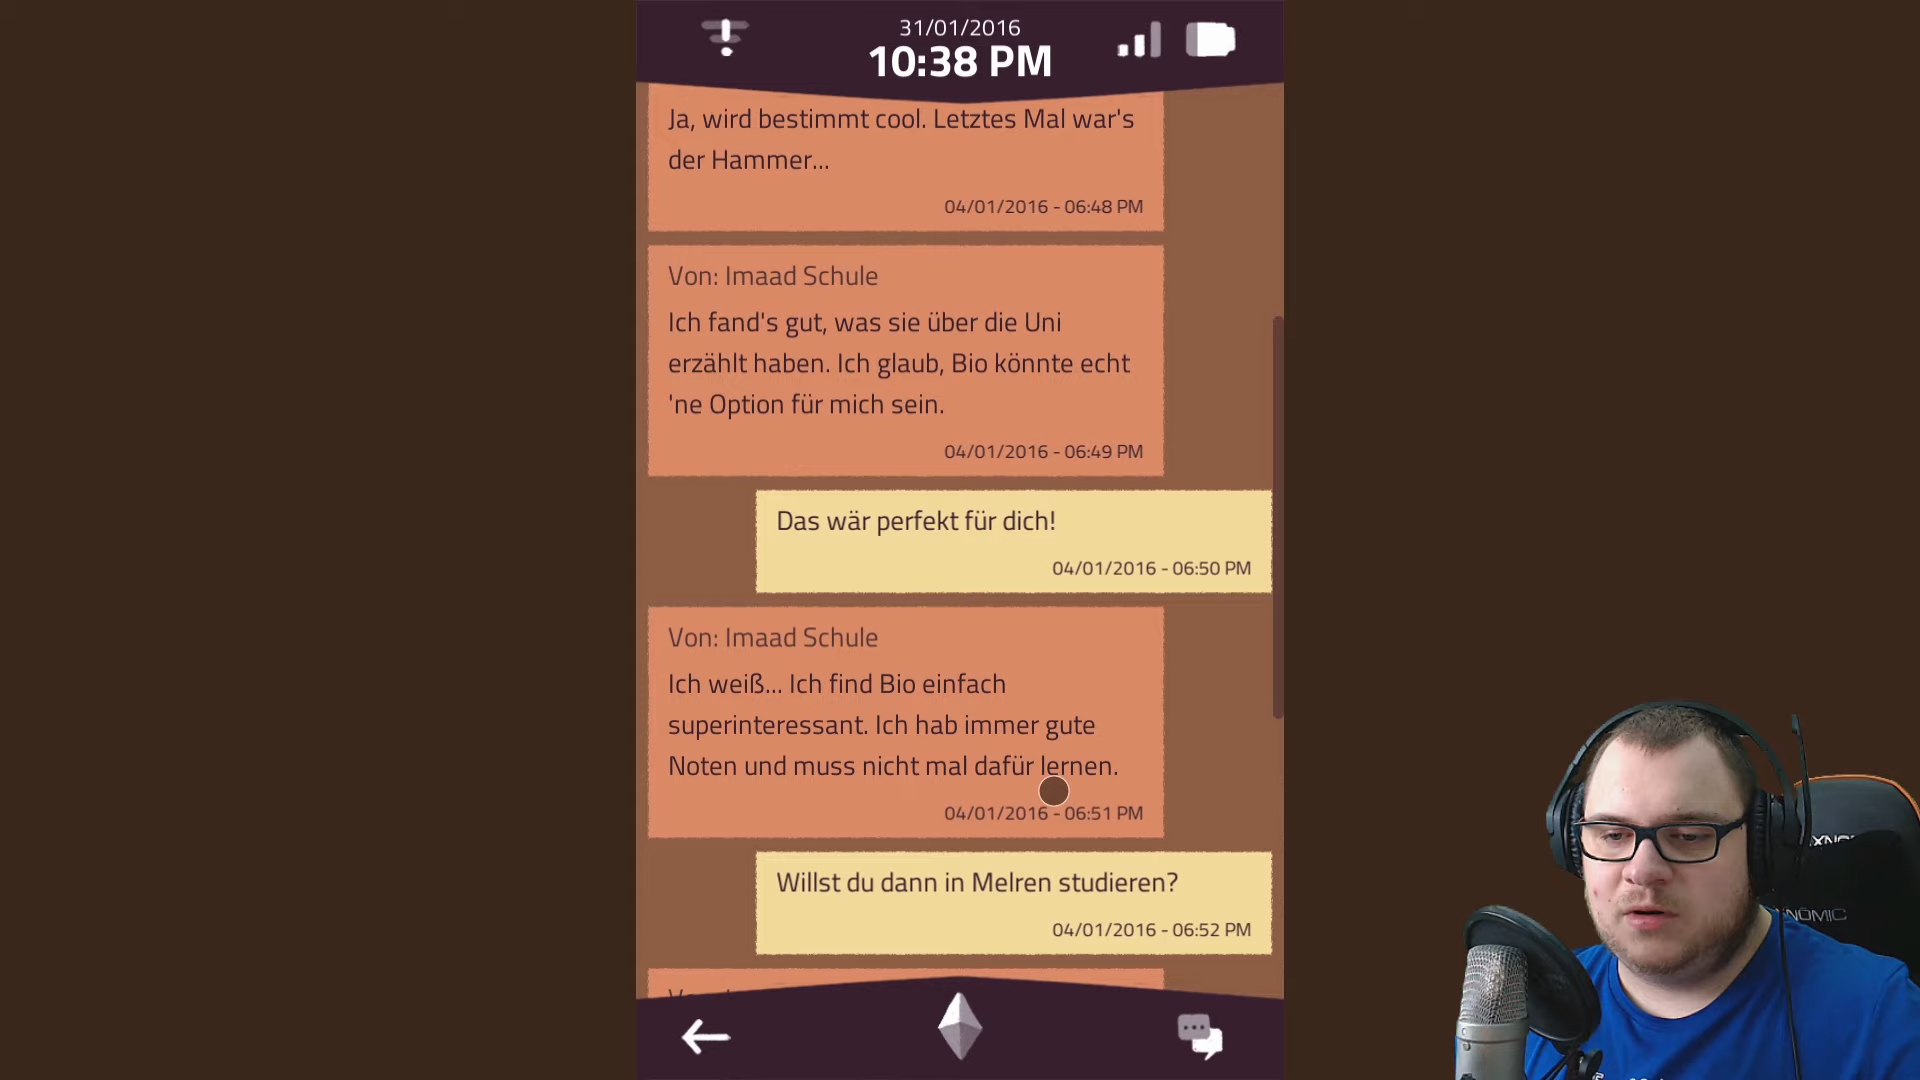 31/01/2016
10:38 PM
Ja, wird bestimmt cool. Letztes Mal war's
der Hammer...
04/01/2016 - 06:48 PM
Von: Imaad Schule
Ich fand's gut, was sie über die Uni
erzählt haben. Ich glaub, Bio könnte echt
'ne Option für mich sein.
04/01/2016 - 06:49 PM
Das wär perfekt für dich!
04/01/2016 - 06:50 PM
Von: Imaad Schule
Ich weiß... Ich find Bio einfach
superinteressant. Ich hab immer gute
Noten und muss nicht mal dafür lernen.
04/01/2016 - 06:51 PM
Willst du dann in Melren studieren?
04/01/2016 - 06:52 PM